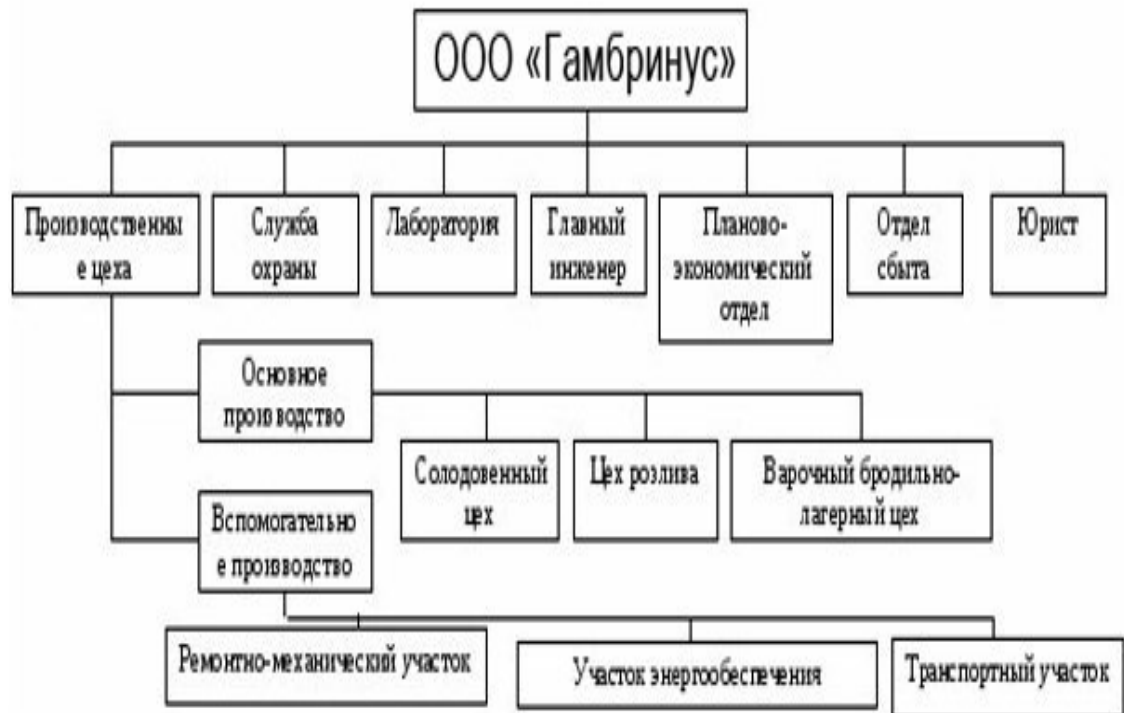 ООО «Гамбринус»
Производственны
е цеха
Служба
охраны
Лаборатория
Главный
инженер
Планово-
экономический
отдел
Отдел
сбыта
Юрист
Основное
производство
Солодовенный
цех
Цех розлива
Варочный бродильно-
лагерный цех
Вспомогательно
е производство
Ремонтно-механический участок
Участок энергообеспечения
Транспортный участок